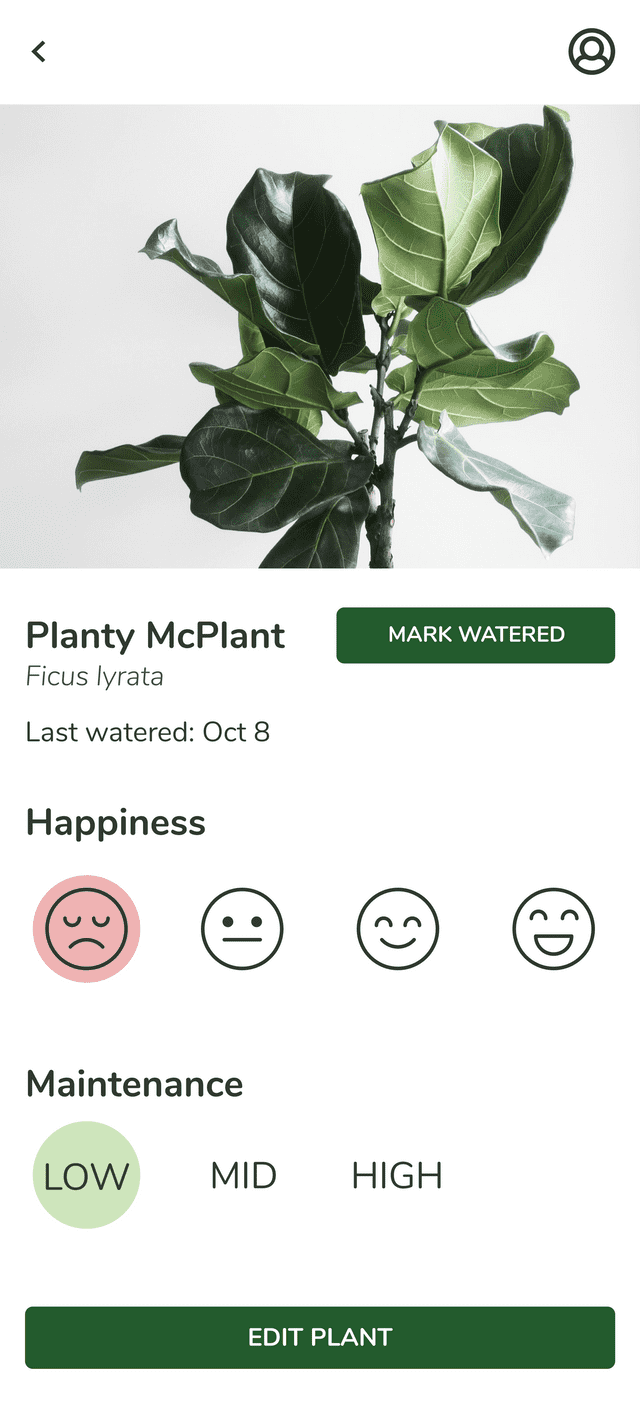 Planty McPlant
MARK WATERED
Ficus lyrata
Last watered: Oct 8
Happiness
Maintenance
LOW MID HIGH
EDIT PLANT